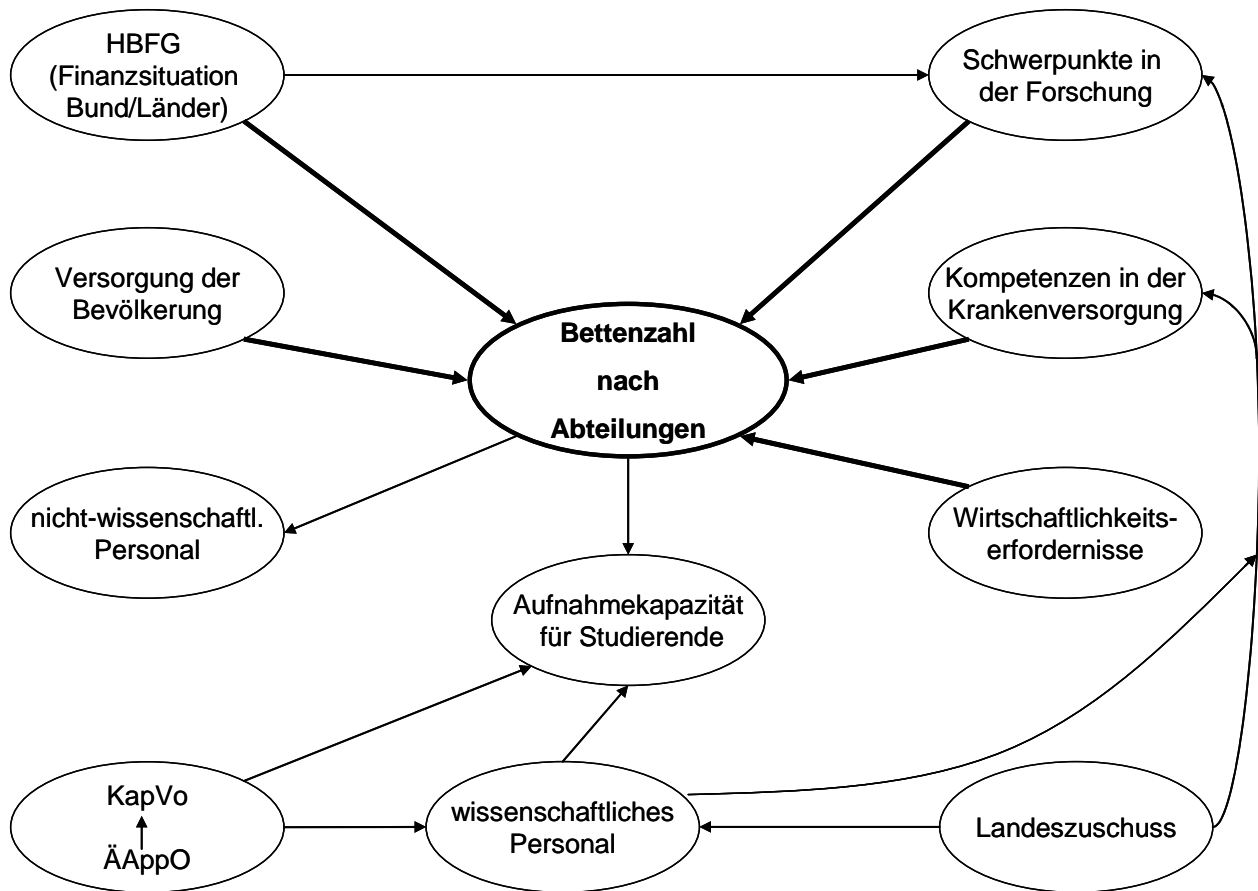 HBFG
(Finanzsituation
Bund/Länder)
Schwerpunkte in
der Forschung
Versorgung der
Bevölkerung
Kompetenzen in der
Krankenversorgung
Bettenzahl
nach
Abteilungen
nicht-wissenschaftl.
Personal
Wirtschaftlichkeits-
erfordernisse
Aufnahmekapazität
für Studierende
KapVo
ÄAppO
wissenschaftliches
Personal
Landeszuschuss